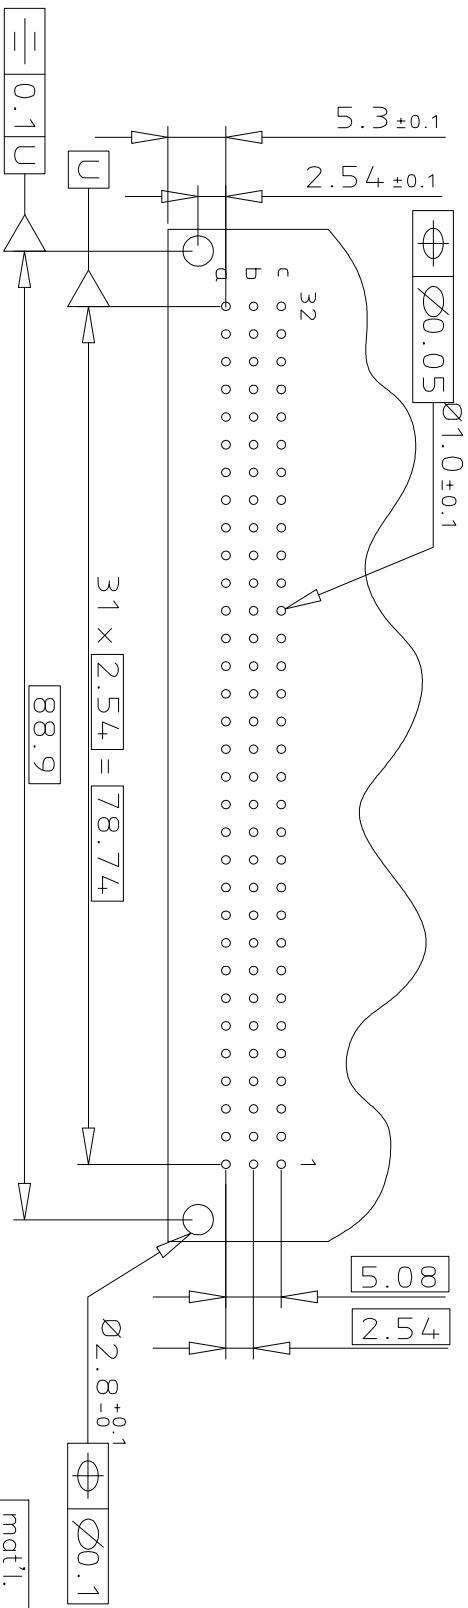 ⌯ 0.1 U
U
5.3 ±0.1
2.54 ±0.1
⌖ Ø0.05
Ø1.0 ±0.1
a b c
32
31 x 2.54 = 78.74
88.9
1
5.08
2.54
Ø2.8 +0.1 -0
⌖ Ø0.1
mat'l.